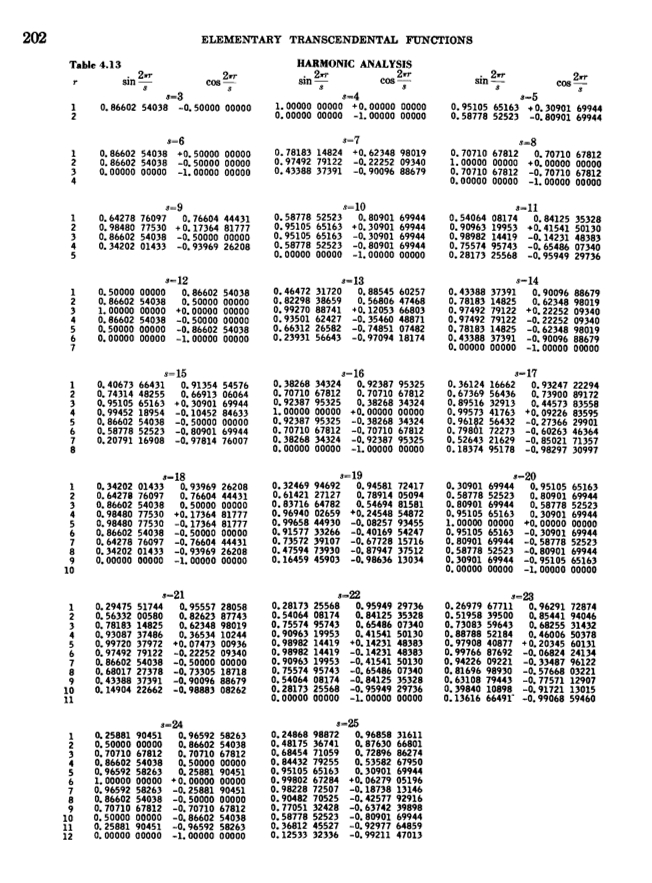 202
ELEMENTARY TRANSCENDENTAL FUNCTIONS
Table 4.13 HARMONIC ANALYSIS
r sin 2πr/s cos 2πr/s sin 2πr/s cos 2πr/s sin 2πr/s cos 2πr/s
s=3 s=4 s=5
1 0.86602 54038 −0.50000 00000 1.00000 00000 +0.00000 00000 0.95105 65163 +0.30901 69944
2 0.00000 00000 −1.00000 00000 0.58778 52523 −0.80901 69944
s=6 s=7 s=8
1 0.86602 54038 +0.50000 00000 0.78183 14824 +0.62348 98019 0.70710 67812 0.70710 67812
2 0.86602 54038 −0.50000 00000 0.97492 79122 −0.22252 09340 1.00000 00000 +0.00000 00000
3 0.00000 00000 −1.00000 00000 0.43388 37391 −0.90096 88679 0.70710 67812 −0.70710 67812
4 0.00000 00000 −1.00000 00000
s=9 s=10 s=11
1 0.64278 76097 0.76604 44431 0.58778 52523 0.80901 69944 0.54064 08174 0.84125 35328
2 0.98480 77530 +0.17364 81777 0.95105 65163 +0.30901 69944 0.90963 19953 +0.41541 50130
3 0.86602 54038 −0.50000 00000 0.95105 65163 −0.30901 69944 0.98982 14419 −0.14231 48383
4 0.34202 01433 −0.93969 26208 0.58778 52523 −0.80901 69944 0.75574 95743 −0.65486 07340
5 0.00000 00000 −1.00000 00000 0.28173 25568 −0.95949 29736
s=12 s=13 s=14
1 0.50000 00000 0.86602 54038 0.46472 31720 0.88545 60257 0.43388 37391 0.90096 88679
2 0.86602 54038 0.50000 00000 0.82298 38659 0.56806 47468 0.78183 14825 0.62348 98019
3 1.00000 00000 +0.00000 00000 0.99270 88741 +0.12053 66803 0.97492 79122 +0.22252 09340
4 0.86602 54038 −0.50000 00000 0.93501 62427 −0.35460 48871 0.97492 79122 −0.22252 09340
5 0.50000 00000 −0.86602 54038 0.66312 26582 −0.74851 07482 0.78183 14825 −0.62348 98019
6 0.00000 00000 −1.00000 00000 0.23931 56643 −0.97094 18174 0.43388 37391 −0.90096 88679
7 0.00000 00000 −1.00000 00000
s=15 s=16 s=17
1 0.40673 66431 0.91354 54576 0.38268 34324 0.92387 95325 0.36124 16662 0.93247 22294
2 0.74314 48255 0.66913 06064 0.70710 67812 0.70710 67812 0.67369 56436 0.73900 89172
3 0.95105 65163 +0.30901 69944 0.92387 95325 0.38268 34324 0.89516 32913 0.44573 83558
4 0.99452 18954 −0.10452 84633 1.00000 00000 +0.00000 00000 0.99573 41763 +0.09226 83595
5 0.86602 54038 −0.50000 00000 0.92387 95325 −0.38268 34324 0.96182 56432 −0.27366 29901
6 0.58778 52523 −0.80901 69944 0.70710 67812 −0.70710 67812 0.79801 72273 −0.60263 46364
7 0.20791 16908 −0.97814 76007 0.38268 34324 −0.92387 95325 0.52643 21629 −0.85021 71357
8 0.00000 00000 −1.00000 00000 0.18374 95178 −0.98297 30997
s=18 s=19 s=20
1 0.34202 01433 0.93969 26208 0.32469 94692 0.94581 72417 0.30901 69944 0.95105 65163
2 0.64278 76097 0.76604 44431 0.61421 27127 0.78914 05094 0.58778 52523 0.80901 69944
3 0.86602 54038 0.50000 00000 0.83716 64782 0.54694 81581 0.80901 69944 0.58778 52523
4 0.98480 77530 +0.17364 81777 0.96940 02659 +0.24548 54872 0.95105 65163 0.30901 69944
5 0.98480 77530 −0.17364 81777 0.99658 44930 −0.08257 93455 1.00000 00000 +0.00000 00000
6 0.86602 54038 −0.50000 00000 0.91577 33266 −0.40169 54247 0.95105 65163 −0.30901 69944
7 0.64278 76097 −0.76604 44431 0.73572 39107 −0.67728 15716 0.80901 69944 −0.58778 52523
8 0.34202 01433 −0.93969 26208 0.47594 73930 −0.87947 37512 0.58778 52523 −0.80901 69944
9 0.00000 00000 −1.00000 00000 0.16459 45903 −0.98636 13034 0.30901 69944 −0.95105 65163
10 0.00000 00000 −1.00000 00000
s=21 s=22 s=23
1 0.29475 51744 0.95557 28058 0.28173 25568 0.95949 29736 0.26979 67711 0.96291 72874
2 0.56332 00580 0.82623 87743 0.54064 08174 0.84125 35328 0.51958 39500 0.85441 94046
3 0.78183 14825 0.62348 98019 0.75574 95743 0.65486 07340 0.73083 59643 0.68255 31432
4 0.93087 37486 0.36534 10244 0.90963 19953 0.41541 50130 0.88788 52184 0.46006 50378
5 0.99720 37972 +0.07473 00936 0.98982 14419 +0.14231 48383 0.97908 40877 +0.20345 60131
6 0.97492 79122 −0.22252 09340 0.98982 14419 −0.14231 48383 0.99766 87692 −0.06824 24134
7 0.86602 54038 −0.50000 00000 0.90963 19953 −0.41541 50130 0.94226 09221 −0.33487 96122
8 0.68017 27378 −0.73305 18718 0.75574 95743 −0.65486 07340 0.81696 98930 −0.57668 03221
9 0.43388 37391 −0.90096 88679 0.54064 08174 −0.84125 35328 0.63108 79443 −0.77571 12907
10 0.14904 22662 −0.98883 08262 0.28173 25568 −0.95949 29736 0.39840 10898 −0.91721 13015
11 0.00000 00000 −1.00000 00000 0.13616 66491 −0.99068 59460
s=24 s=25
1 0.25881 90451 0.96592 58263 0.24868 98872 0.96858 31611
2 0.50000 00000 0.86602 54038 0.48175 36741 0.87630 66801
3 0.70710 67812 0.70710 67812 0.68454 71059 0.72896 86274
4 0.86602 54038 0.50000 00000 0.84432 79255 0.53582 67950
5 0.96592 58263 0.25881 90451 0.95105 65163 0.30901 69944
6 1.00000 00000 +0.00000 00000 0.99802 67284 +0.06279 05196
7 0.96592 58263 −0.25881 90451 0.98228 72507 −0.18738 13146
8 0.86602 54038 −0.50000 00000 0.90482 70525 −0.42577 92916
9 0.70710 67812 −0.70710 67812 0.77051 32428 −0.63742 39898
10 0.50000 00000 −0.86602 54038 0.58778 52523 −0.80901 69944
11 0.25881 90451 −0.96592 58263 0.36812 45527 −0.92977 64859
12 0.00000 00000 −1.00000 00000 0.12533 32336 −0.99211 47013